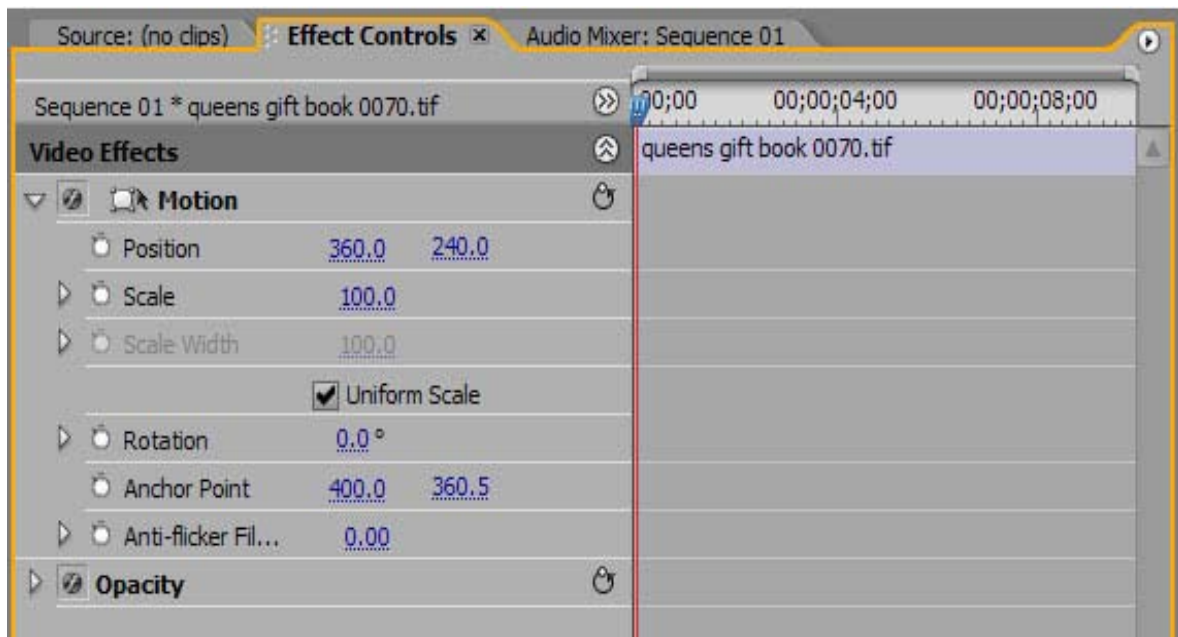 Source: (no clips) Effect Controls Audio Mixer: Sequence 01
Sequence 01 * queens gift book 0070.tif 00;00 00;00;04;00 00;00;08;00
Video Effects queens gift book 0070.tif
Motion
Position 360.0 240.0
Scale 100.0
Scale Width 100.0
Uniform Scale
Rotation 0.0 °
Anchor Point 400.0 360.5
Anti-flicker Fil... 0.00
Opacity